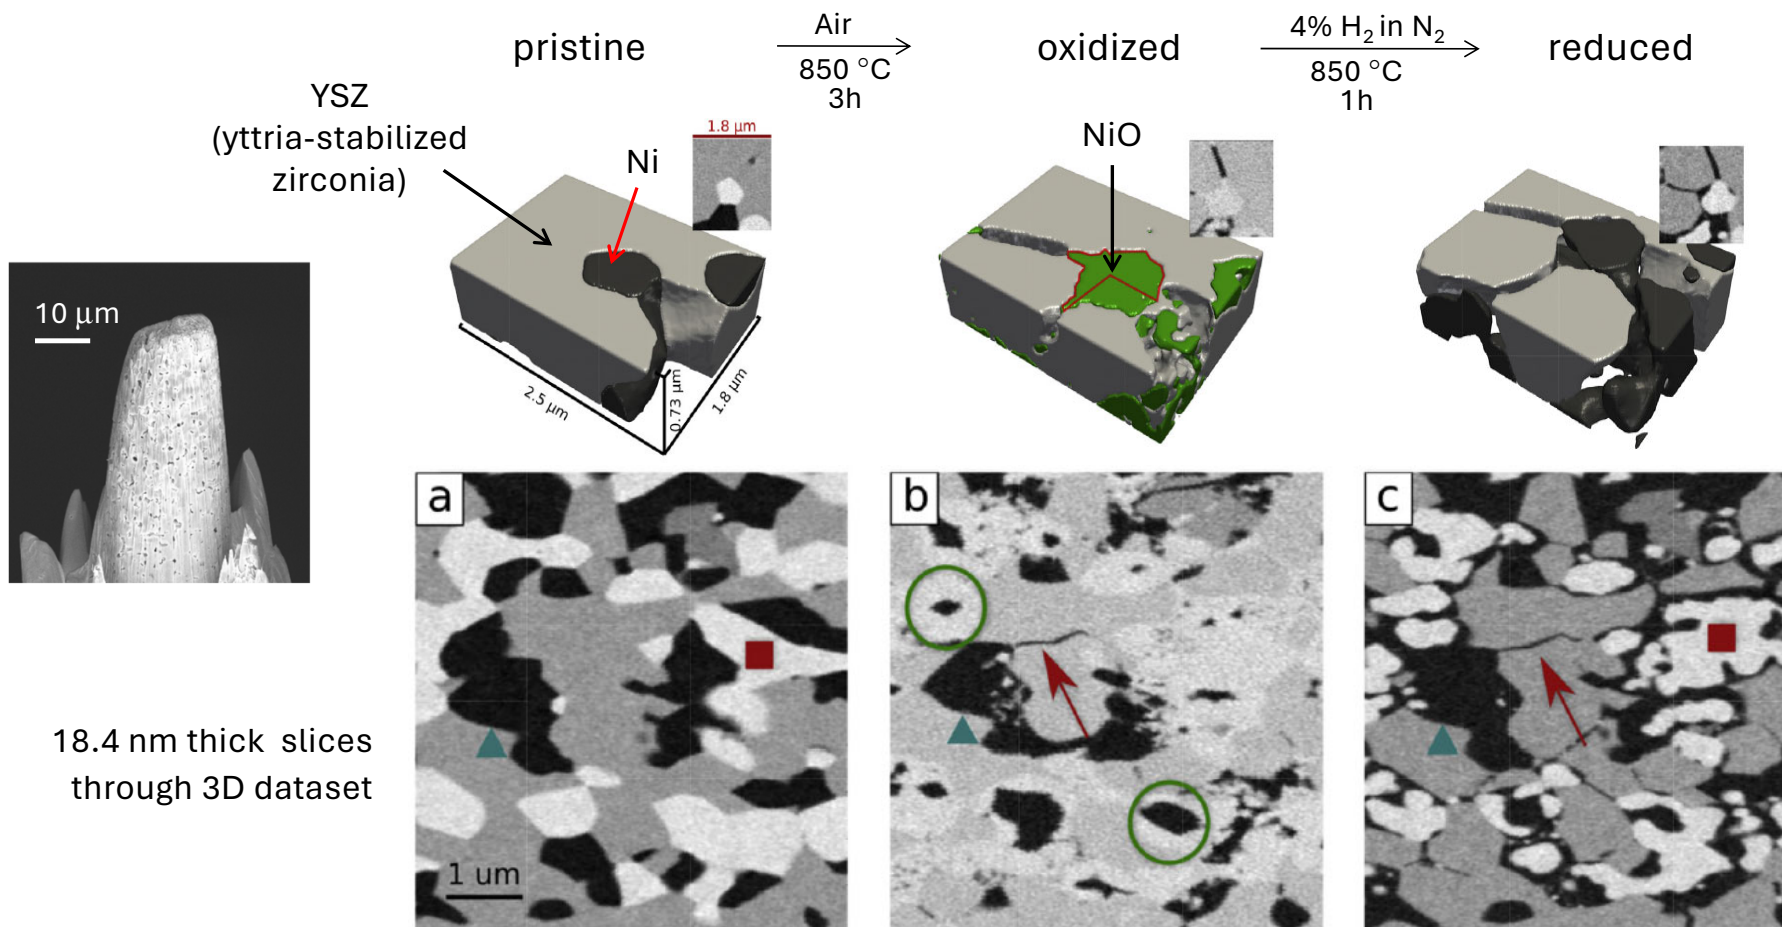 pristine
Air
850 °C
3h
oxidized
4% H₂ in N₂
850 °C
1h
reduced
YSZ
(yttria-stabilized
zirconia)
Ni
1.8 µm
NiO
10 µm
2.5 µm
0.73 µm
1.8 µm
a
b
c
18.4 nm thick slices
through 3D dataset
1 um